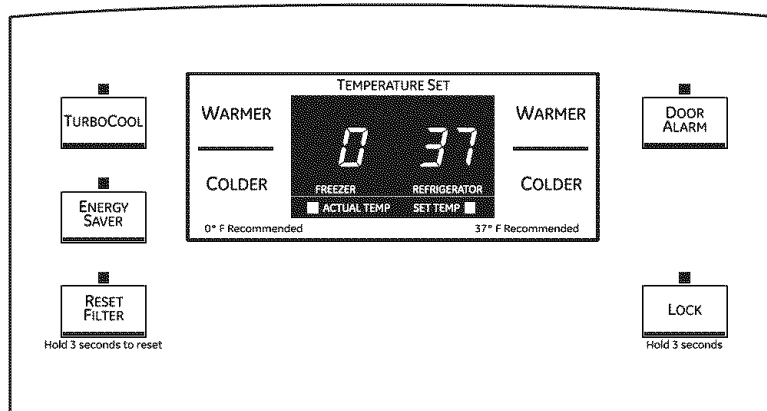 TEMPERATURE SET
TURBOCOOL
WARMER
WARMER
DOOR
ALARM
0 37
COLDER
COLDER
FREEZER REFRIGERATOR
ENERGY
SAVER
ACTUAL TEMP SET TEMP
0° F Recommended 37° F Recommended
RESET
FILTER
LOCK
Hold 3 seconds to reset
Hold 3 seconds